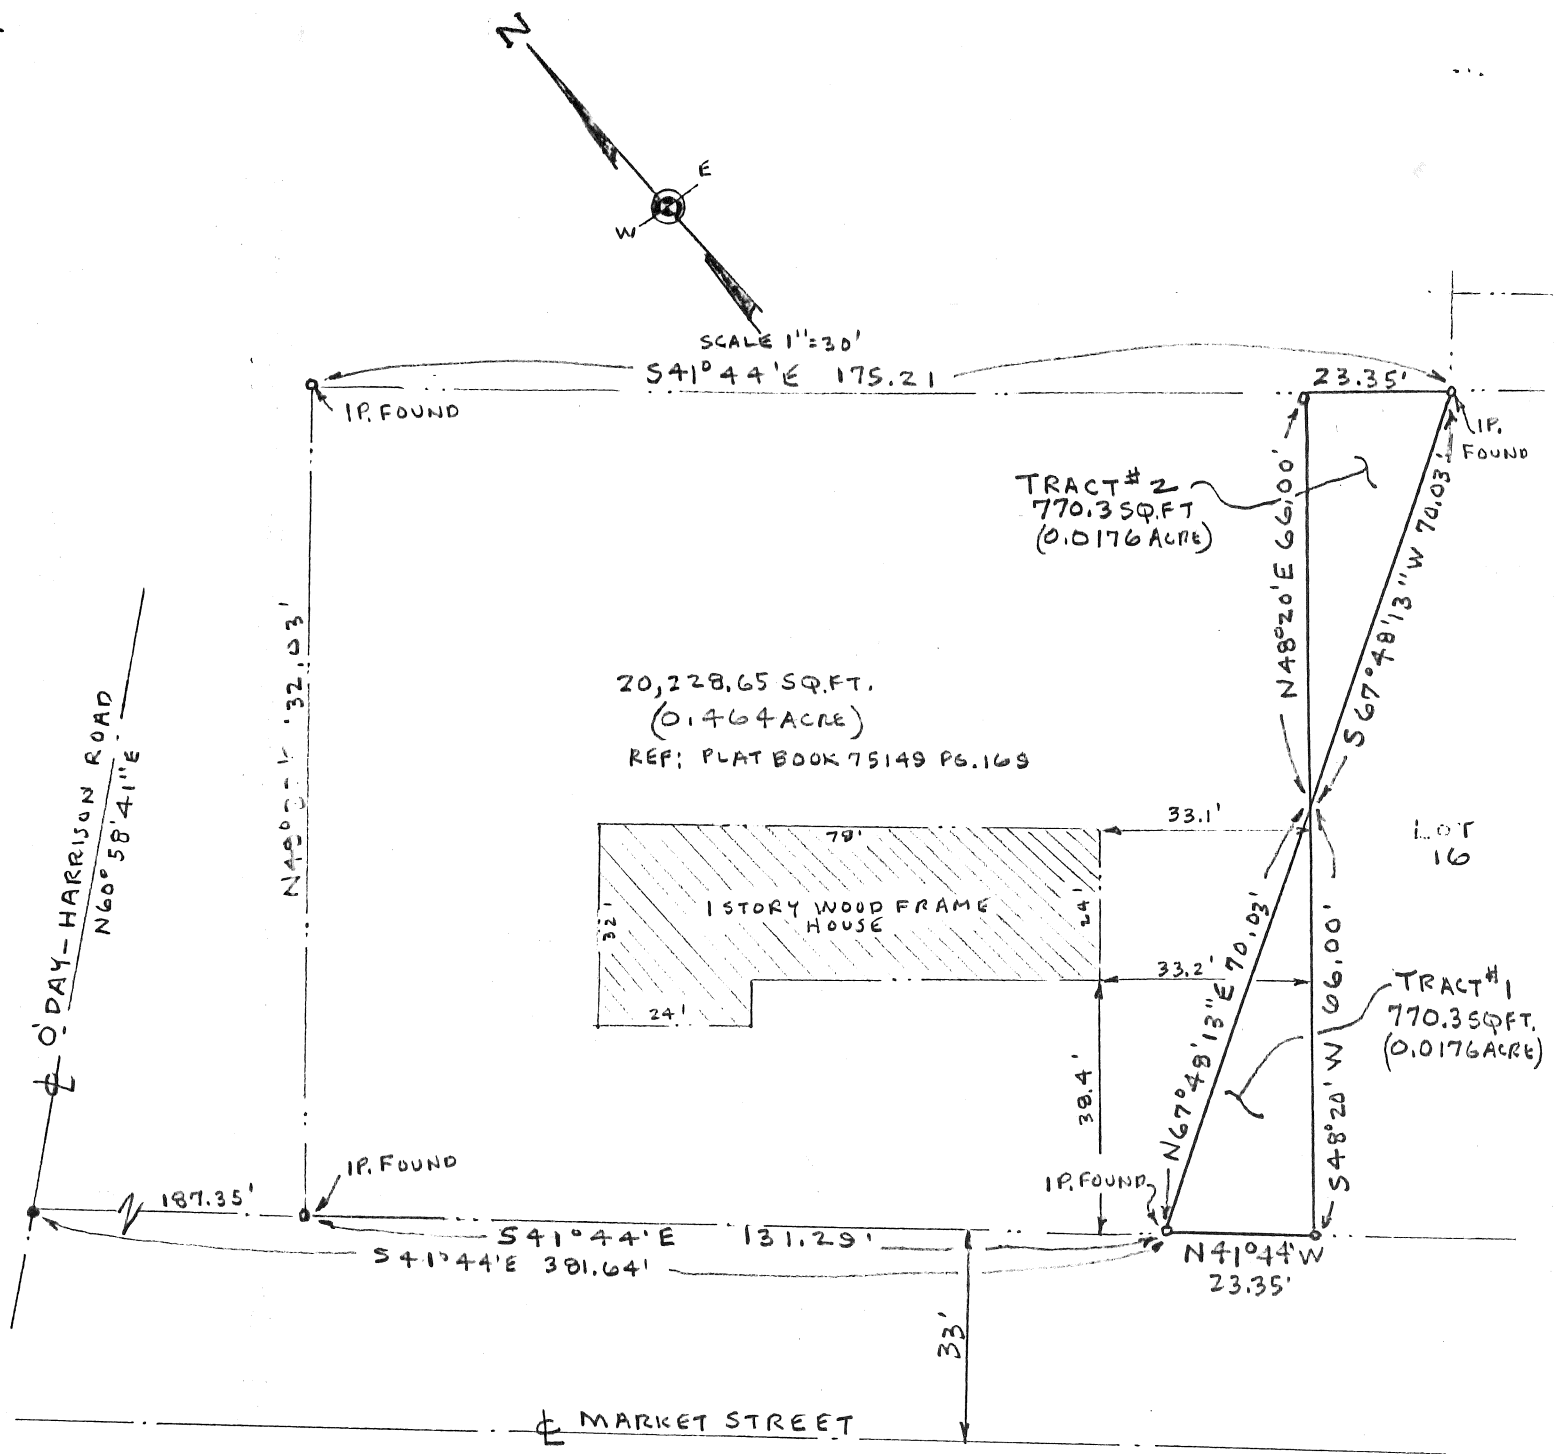 N
E
W
SCALE 1"=30'
S41°44'E 175.21
23.35'
I.P. FOUND
I.P.
FOUND
TRACT #2
770.3 SQ.FT
(0.0176 ACRE)
N48°20'E 66.00'
S67°48'13"W 70.03'
32.03'
20,228.65 SQ.FT.
(0.464 ACRE)
REF: PLAT BOOK 75149 PG.169
O'DAY-HARRISON ROAD
N60°58'41"E
78'
33.1'
LOT
16
1 STORY WOOD FRAME
HOUSE
32'
24'
24'
33.2'
38.4'
N67°48'13"E 70.03'
S48°20'W 66.00'
TRACT #1
770.3 SQ.FT.
(0.0176 ACRE)
I.P. FOUND
I.P. FOUND
187.35'
S41°44'E 131.29'
S41°44'E 381.64'
N41°44'W
23.35'
33'
℄ MARKET STREET
℄